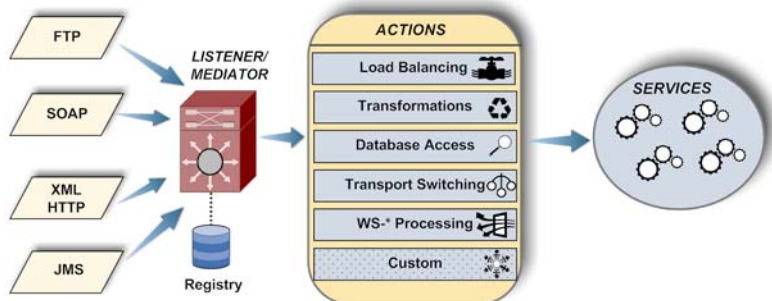 FTP
SOAP
XML
HTTP
JMS
LISTENER/
MEDIATOR
Registry
ACTIONS
Load Balancing
Transformations
Database Access
Transport Switching
WS-* Processing
Custom
SERVICES